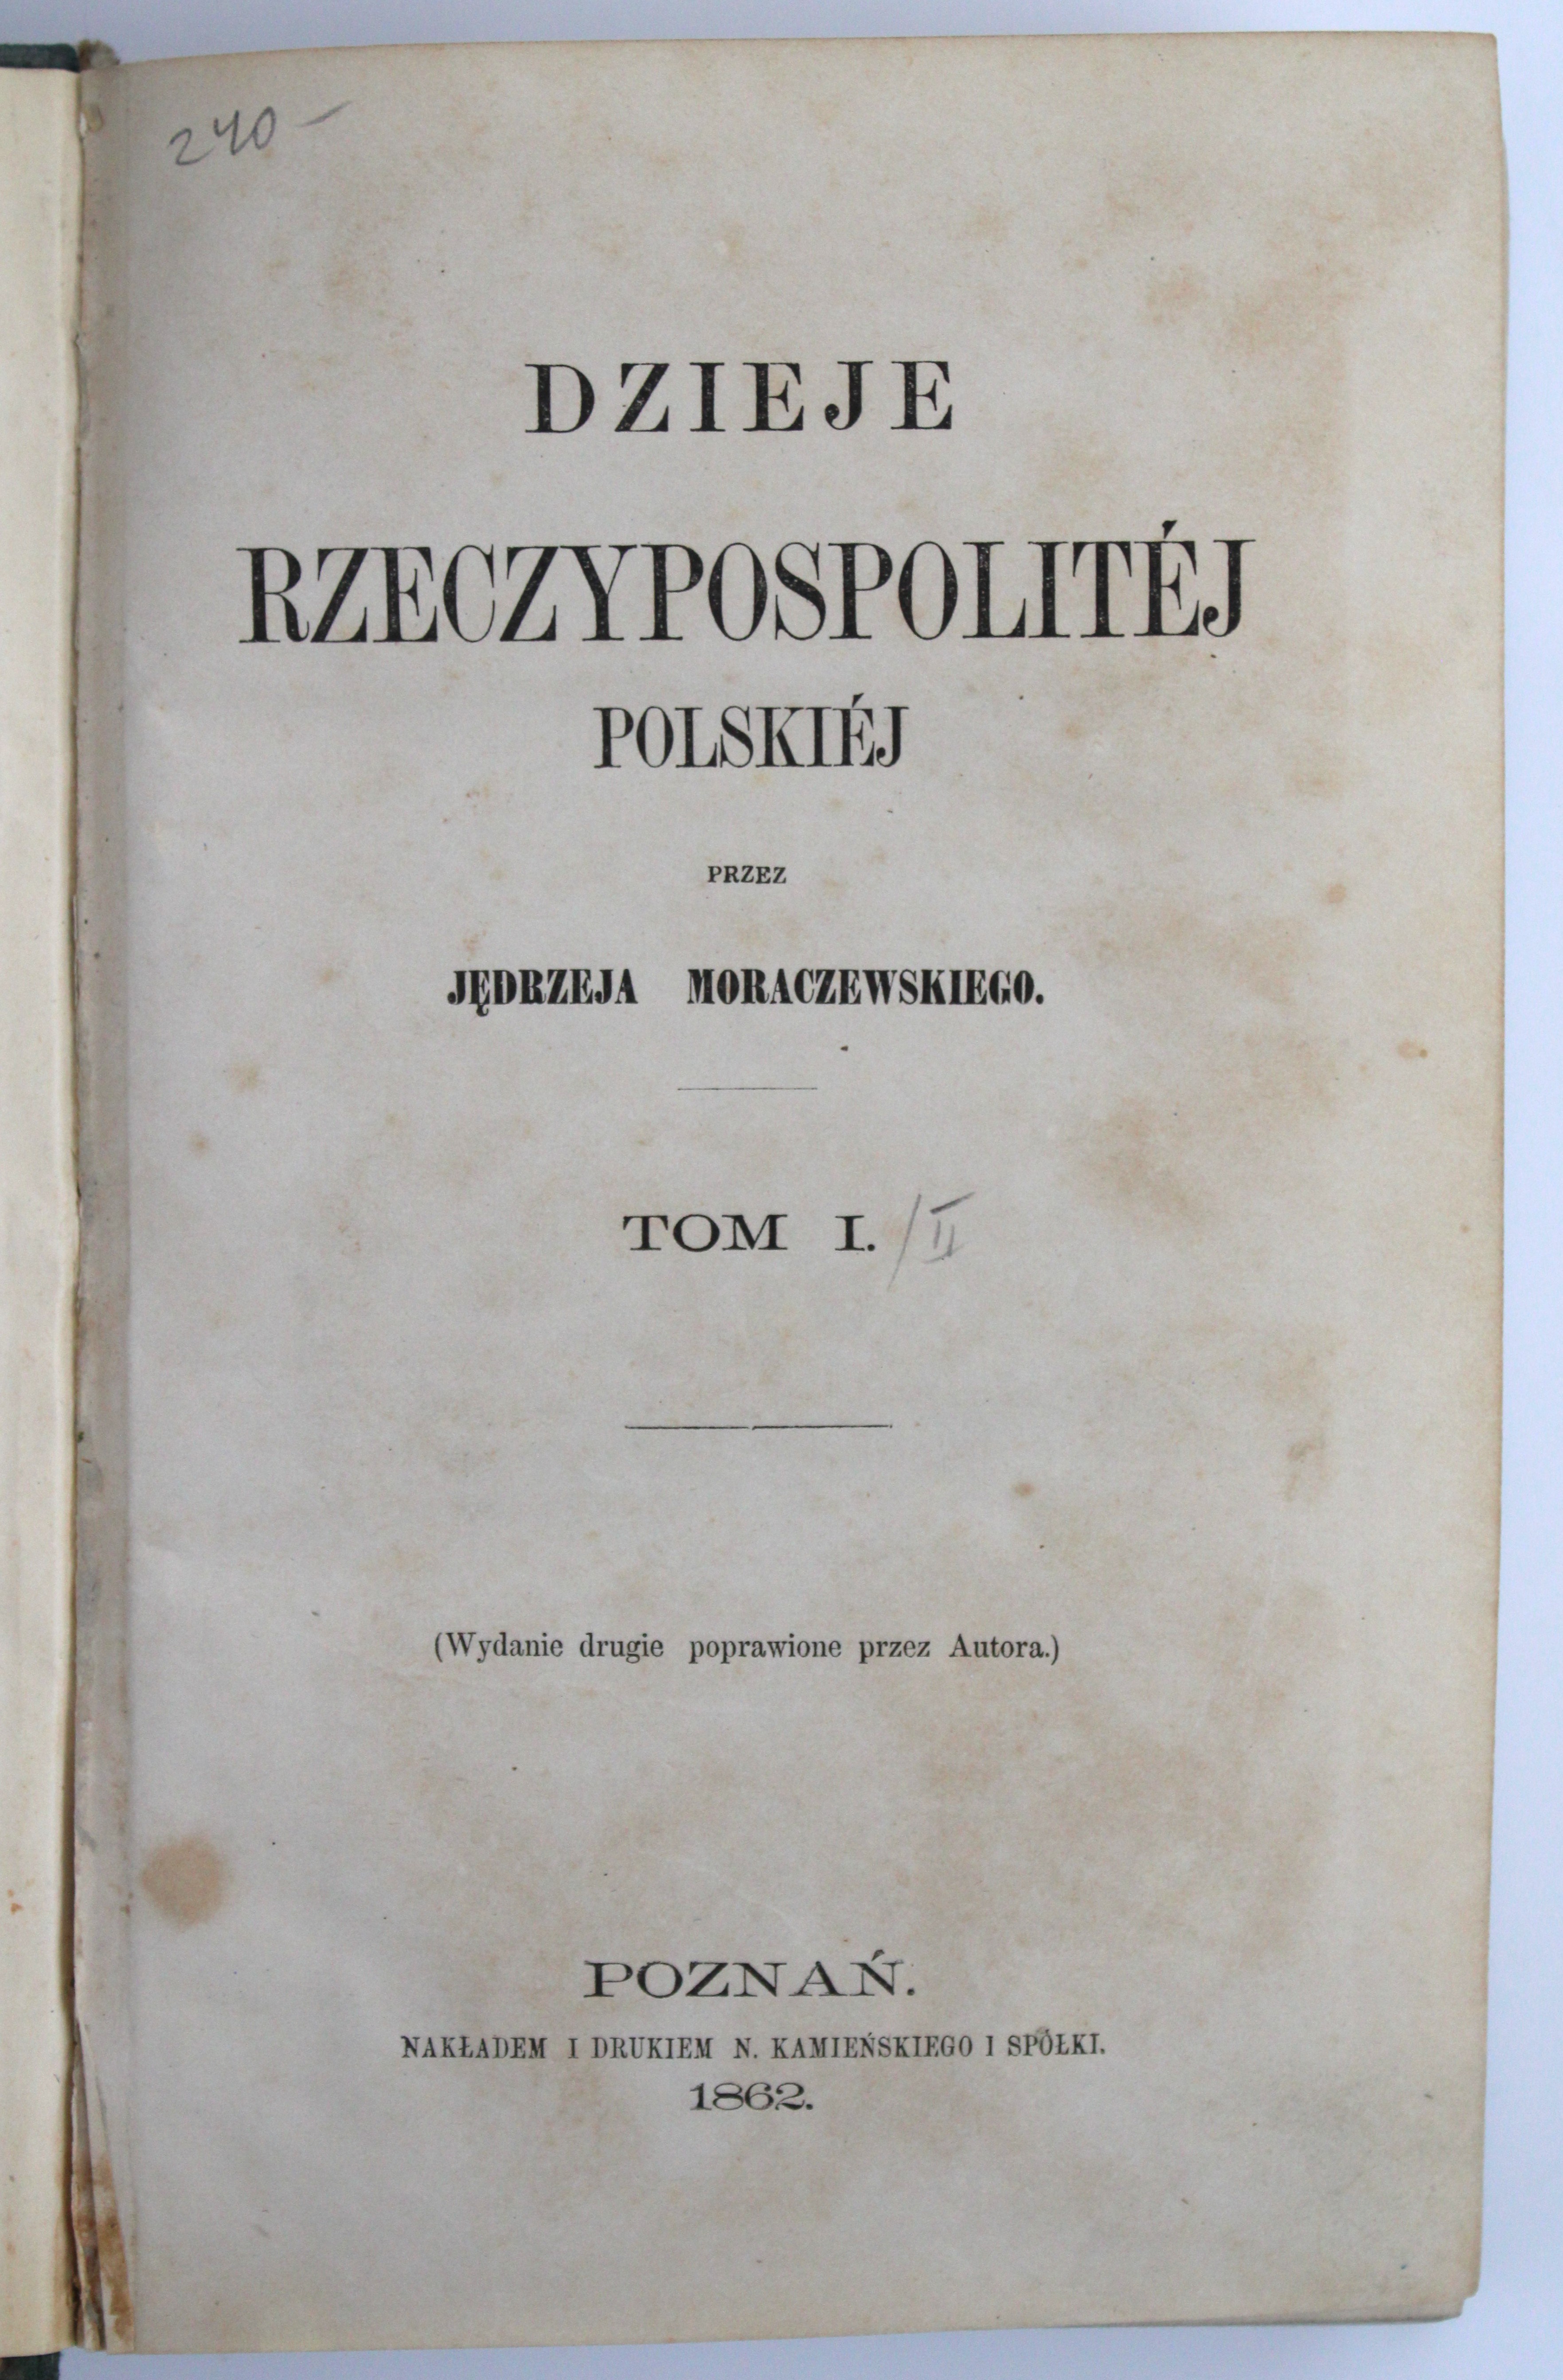 240 –
DZIEJE
RZECZYPOSPOLITÉJ
POLSKIÉJ
PRZEZ
JĘDRZEJA MORACZEWSKIEGO.
TOM I. / II
(Wydanie drugie poprawione przez Autora.)
POZNAŃ.
NAKŁADEM I DRUKIEM N. KAMIEŃSKIEGO I SPÓŁKI.
1862.